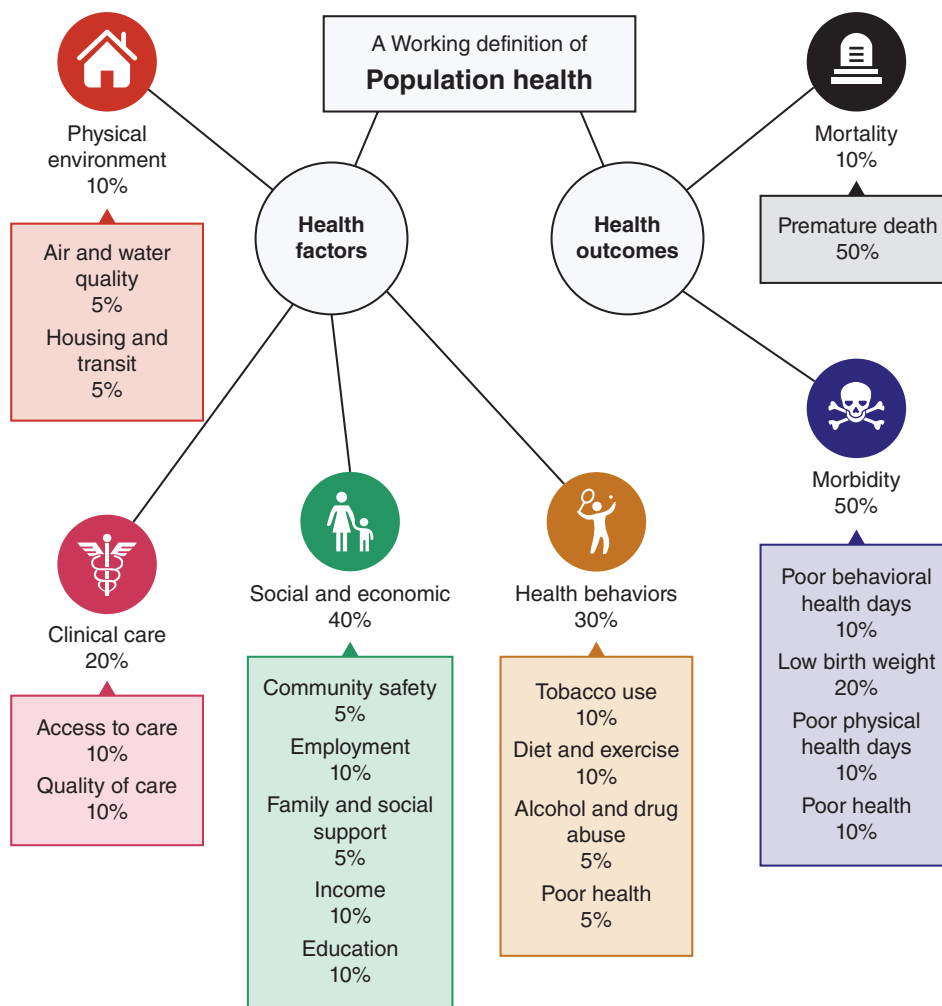 A Working definition of
Population health
Physical
environment
10%
Air and water
quality
5%
Housing and
transit
5%
Health
factors
Health
outcomes
Mortality
10%
Premature death
50%
Clinical care
20%
Access to care
10%
Quality of care
10%
Social and economic
40%
Community safety
5%
Employment
10%
Family and social
support
5%
Income
10%
Education
10%
Health behaviors
30%
Tobacco use
10%
Diet and exercise
10%
Alcohol and drug
abuse
5%
Poor health
5%
Morbidity
50%
Poor behavioral
health days
10%
Low birth weight
20%
Poor physical
health days
10%
Poor health
10%